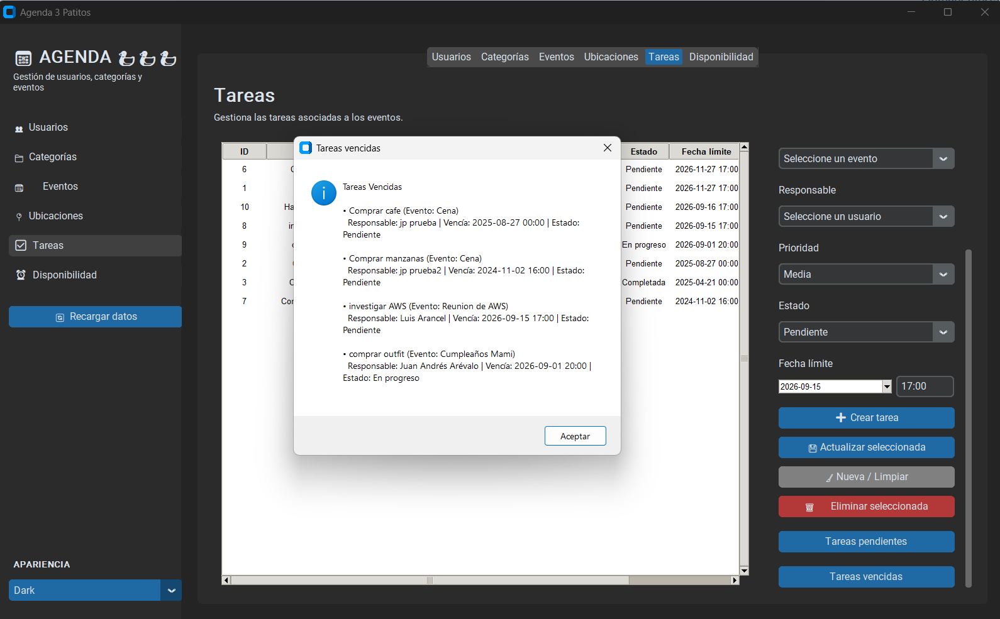 Agenda 3 Patitos
AGENDA
Gestión de usuarios, categorías y
eventos
Usuarios
Categorías
Eventos
Ubicaciones
Tareas
Disponibilidad
Recargar datos
APARIENCIA
Dark
Usuarios Categorías Eventos Ubicaciones Tareas Disponibilidad
Tareas
Gestiona las tareas asociadas a los eventos.
ID Estado Fecha límite
6 Pendiente 2026-11-27 17:00
1 Pendiente 2026-11-27 17:00
10 Ha Pendiente 2026-09-16 17:00
8 Pendiente 2026-09-15 17:00
9 En progreso 2026-09-01 20:00
2 Pendiente 2025-08-27 00:00
3 Completada 2025-04-21 00:00
7 Pendiente 2024-11-02 16:00
Tareas vencidas
Tareas Vencidas
• Comprar cafe (Evento: Cena)
Responsable: jp prueba | Vencía: 2025-08-27 00:00 | Estado:
Pendiente
• Comprar manzanas (Evento: Cena)
Responsable: jp prueba2 | Vencía: 2024-11-02 16:00 | Estado:
Pendiente
• investigar AWS (Evento: Reunion de AWS)
Responsable: Luis Arancel | Vencía: 2026-09-15 17:00 | Estado:
Pendiente
• comprar outfit (Evento: Cumpleaños Mami)
Responsable: Juan Andrés Arévalo | Vencía: 2026-09-01 20:00 |
Estado: En progreso
Aceptar
Seleccione un evento
Responsable
Seleccione un usuario
Prioridad
Media
Estado
Pendiente
Fecha límite
2026-09-15 17:00
Crear tarea
Actualizar seleccionada
Nueva / Limpiar
Eliminar seleccionada
Tareas pendientes
Tareas vencidas